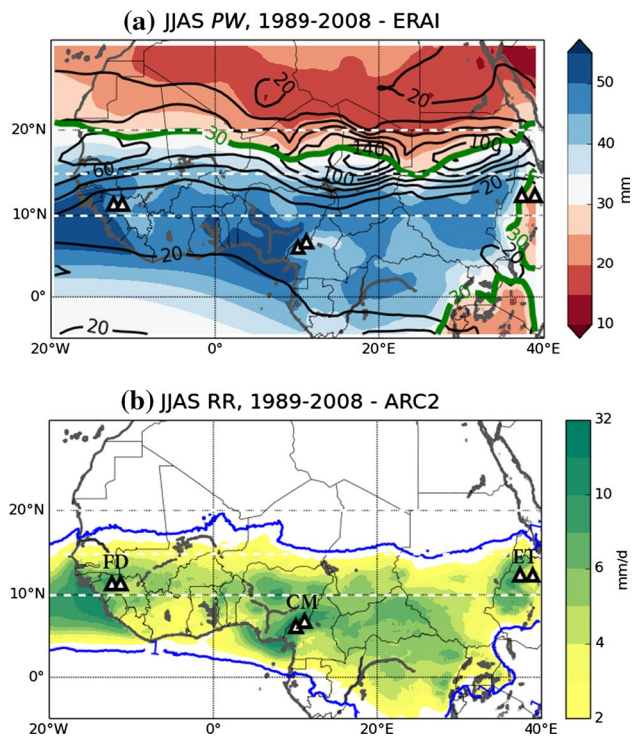 (a) JJAS PW, 1989-2008 - ERAI
20 20
20°N 30 140 100
60 100
20
10°N
20 20 30
0° 30
20
20°W 0° 20°E 40°E
50
40
30
20
10
mm
(b) JJAS RR, 1989-2008 - ARC2
20°N
FD ET
10°N
CM
1
0°
20°W 0° 20°E 40°E
32
10
6
4
2
mm/d